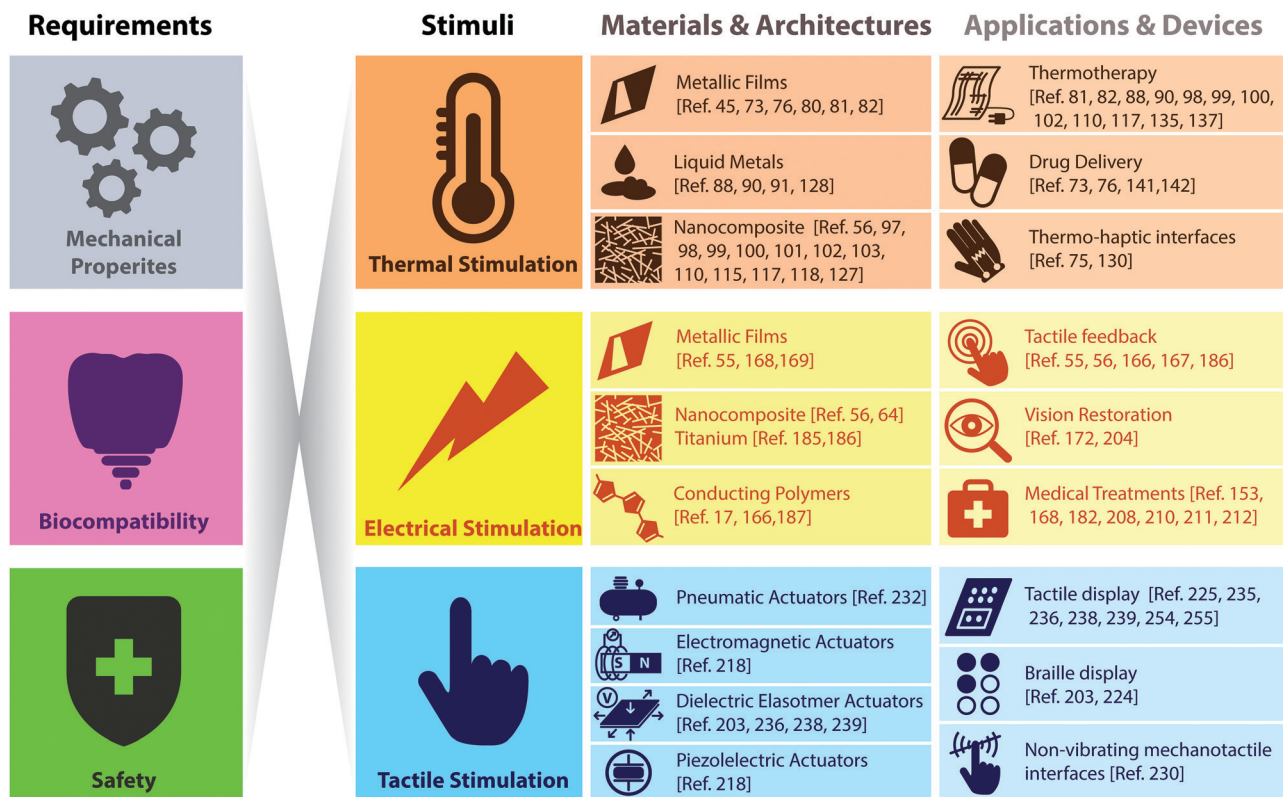 Requirements
Stimuli
Materials & Architectures
Applications & Devices
Mechanical
Properites
Biocompatibility
Safety
Thermal Stimulation
Metallic Films
[Ref. 45, 73, 76, 80, 81, 82]
Liquid Metals
[Ref. 88, 90, 91, 128]
Nanocomposite [Ref. 56, 97,
98, 99, 100, 101, 102, 103,
110, 115, 117, 118, 127]
Thermotherapy
[Ref. 81, 82, 88, 90, 98, 99, 100,
102, 110, 117, 135, 137]
Drug Delivery
[Ref. 73, 76, 141,142]
Thermo-haptic interfaces
[Ref. 75, 130]
Electrical Stimulation
Metallic Films
[Ref. 55, 168,169]
Nanocomposite [Ref. 56, 64]
Titanium [Ref. 185,186]
Conducting Polymers
[Ref. 17, 166,187]
Tactile feedback
[Ref. 55, 56, 166, 167, 186]
Vision Restoration
[Ref. 172, 204]
Medical Treatments [Ref. 153,
168, 182, 208, 210, 211, 212]
Tactile Stimulation
Pneumatic Actuators [Ref. 232]
S N
Electromagnetic Actuators
[Ref. 218]
V
Dielectric Elasotmer Actuators
[Ref. 203, 236, 238, 239]
Piezolelectric Actuators
[Ref. 218]
Tactile display [Ref. 225, 235,
236, 238, 239, 254, 255]
Braille display
[Ref. 203, 224]
Non-vibrating mechanotactile
interfaces [Ref. 230]